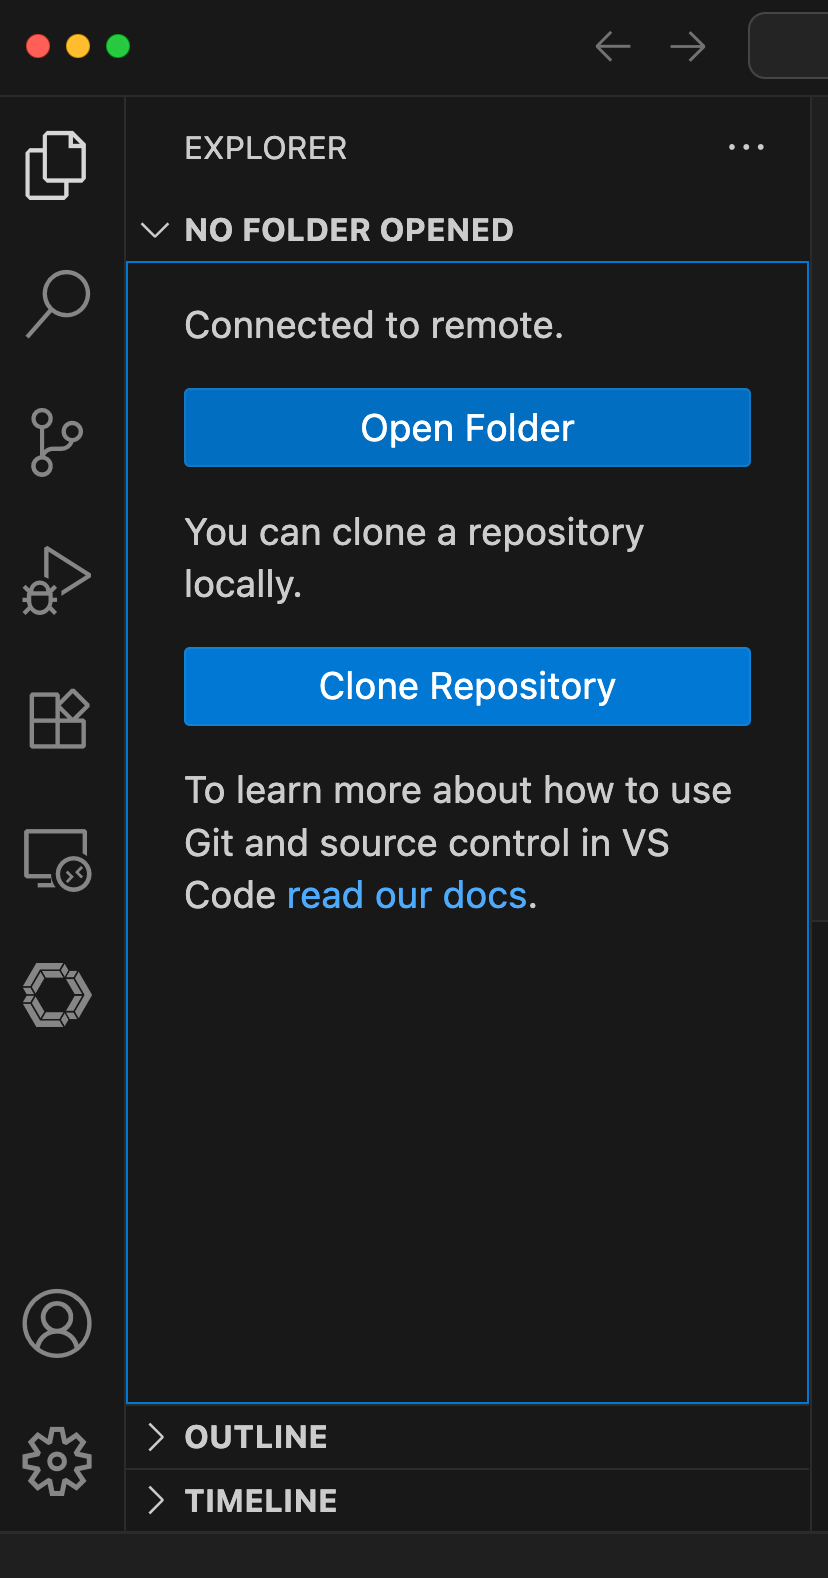 EXPLORER
NO FOLDER OPENED
Connected to remote.
Open Folder
You can clone a repository
locally.
Clone Repository
To learn more about how to use
Git and source control in VS
Code read our docs.
OUTLINE
TIMELINE